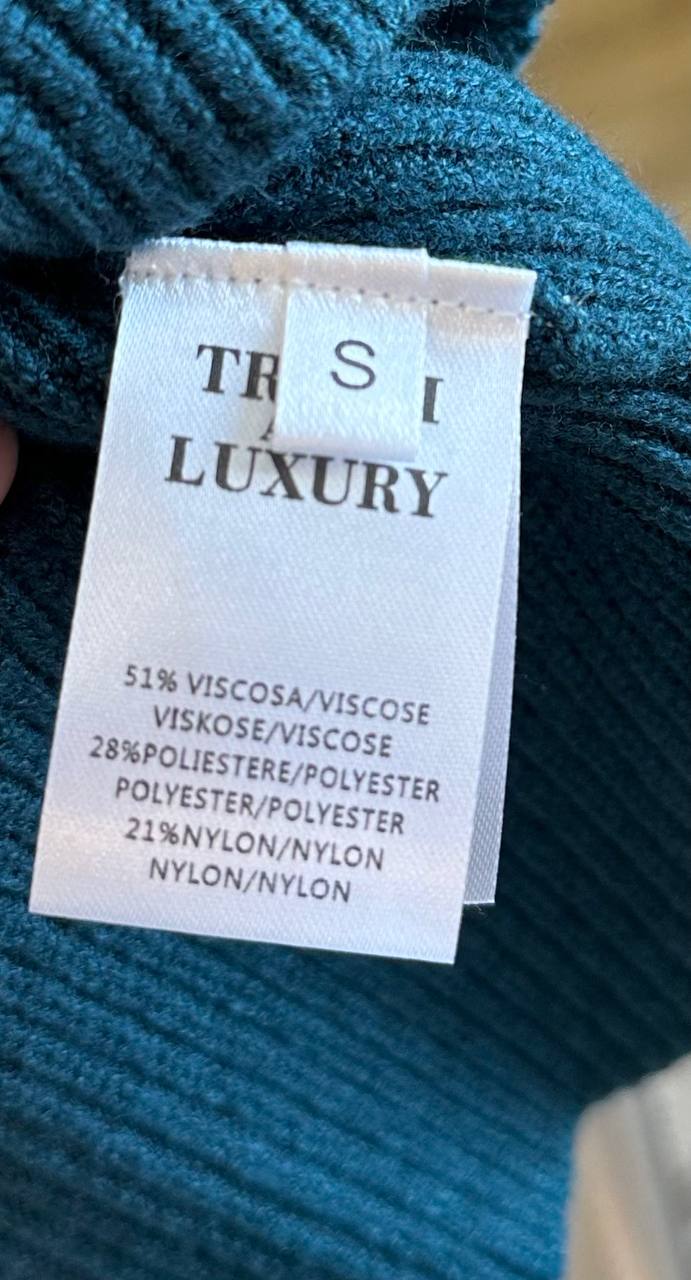 S
LUXURY
51% VISCOSA/VISCOSE
VISKOSE/VISCOSE
28%POLIESTERE/POLYESTER
POLYESTER/POLYESTER
21%NYLON/NYLON
NYLON/NYLON